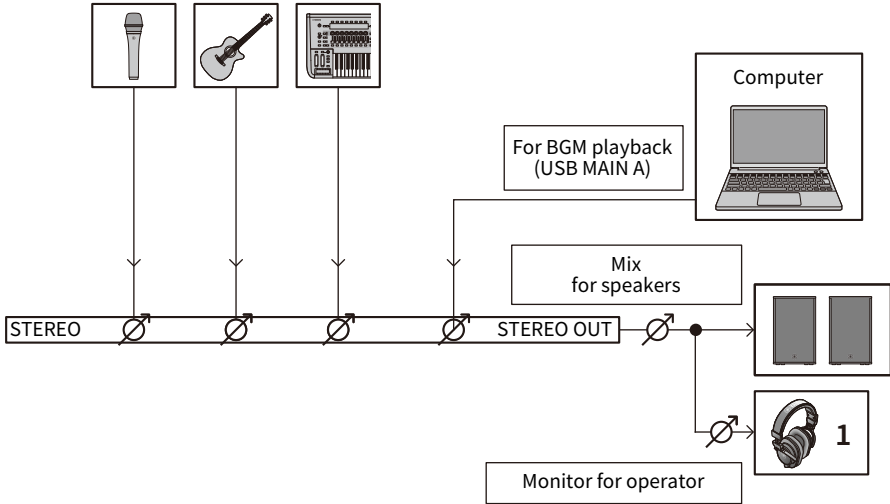 Computer
For BGM playback
(USB MAIN A)
Mix
for speakers
STEREO
STEREO OUT
1
Monitor for operator